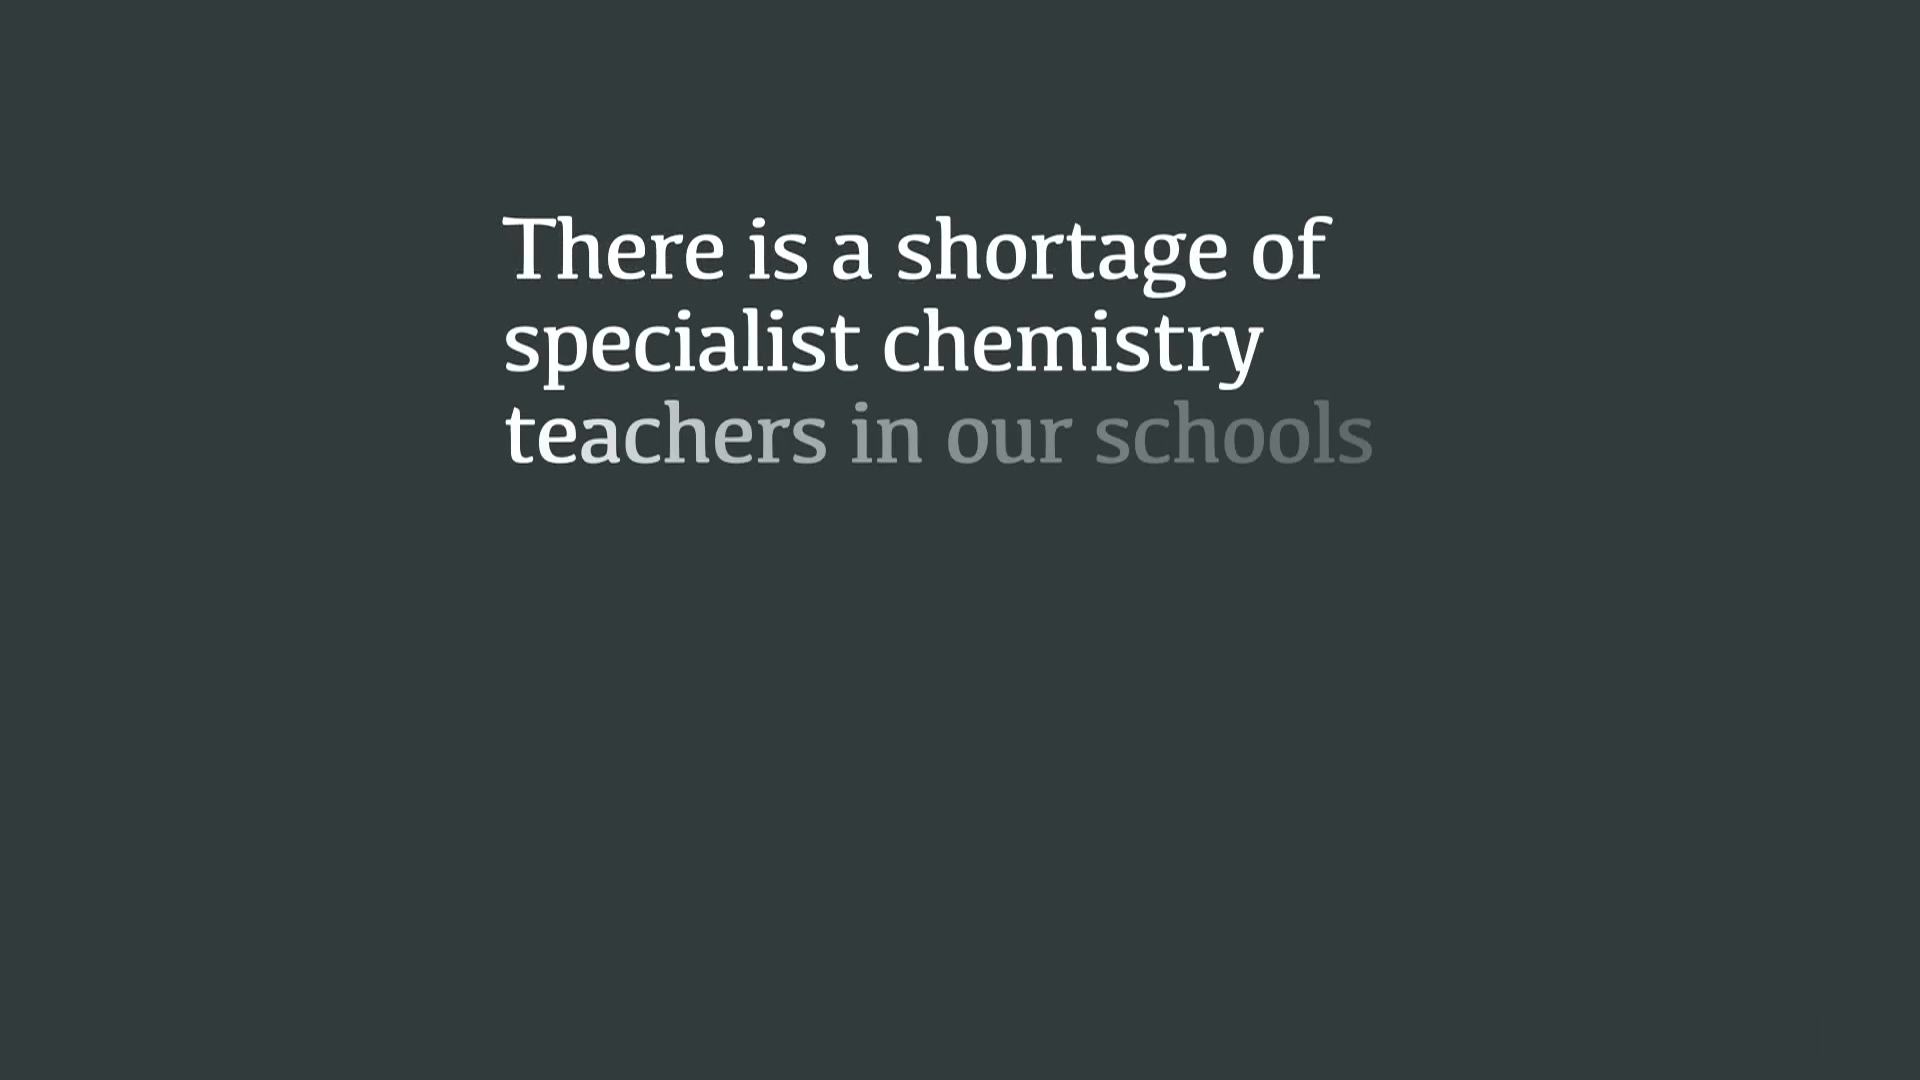 There is a shortage of
specialist chemistry
teachers in our schools